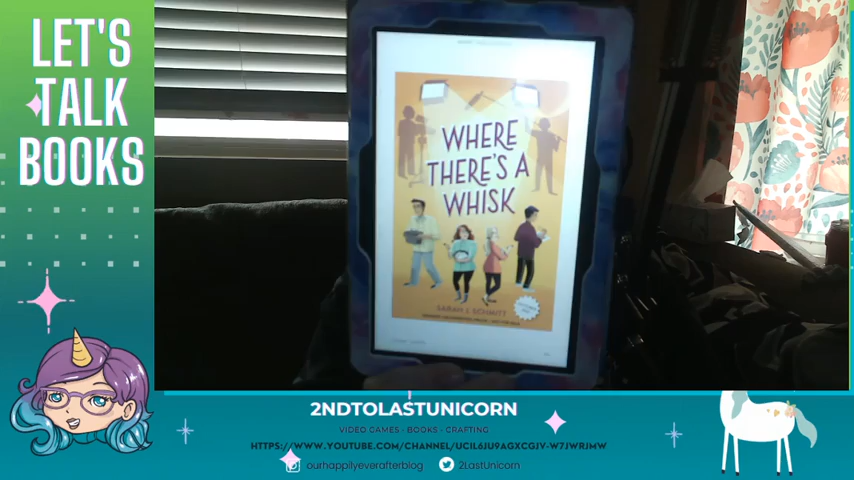 LET'S
TALK
BOOKS
WHERE
THERE'S A
WHISK
SARAH J. SCHMITT
2NDTOLASTUNICORN
VIDEO GAMES · BOOKS · CRAFTING
HTTPS://WWW.YOUTUBE.COM/CHANNEL/UCIL6JU9AGXCGJV-W7JWRJMW
ourhappilyeverafterblog
2LastUnicorn